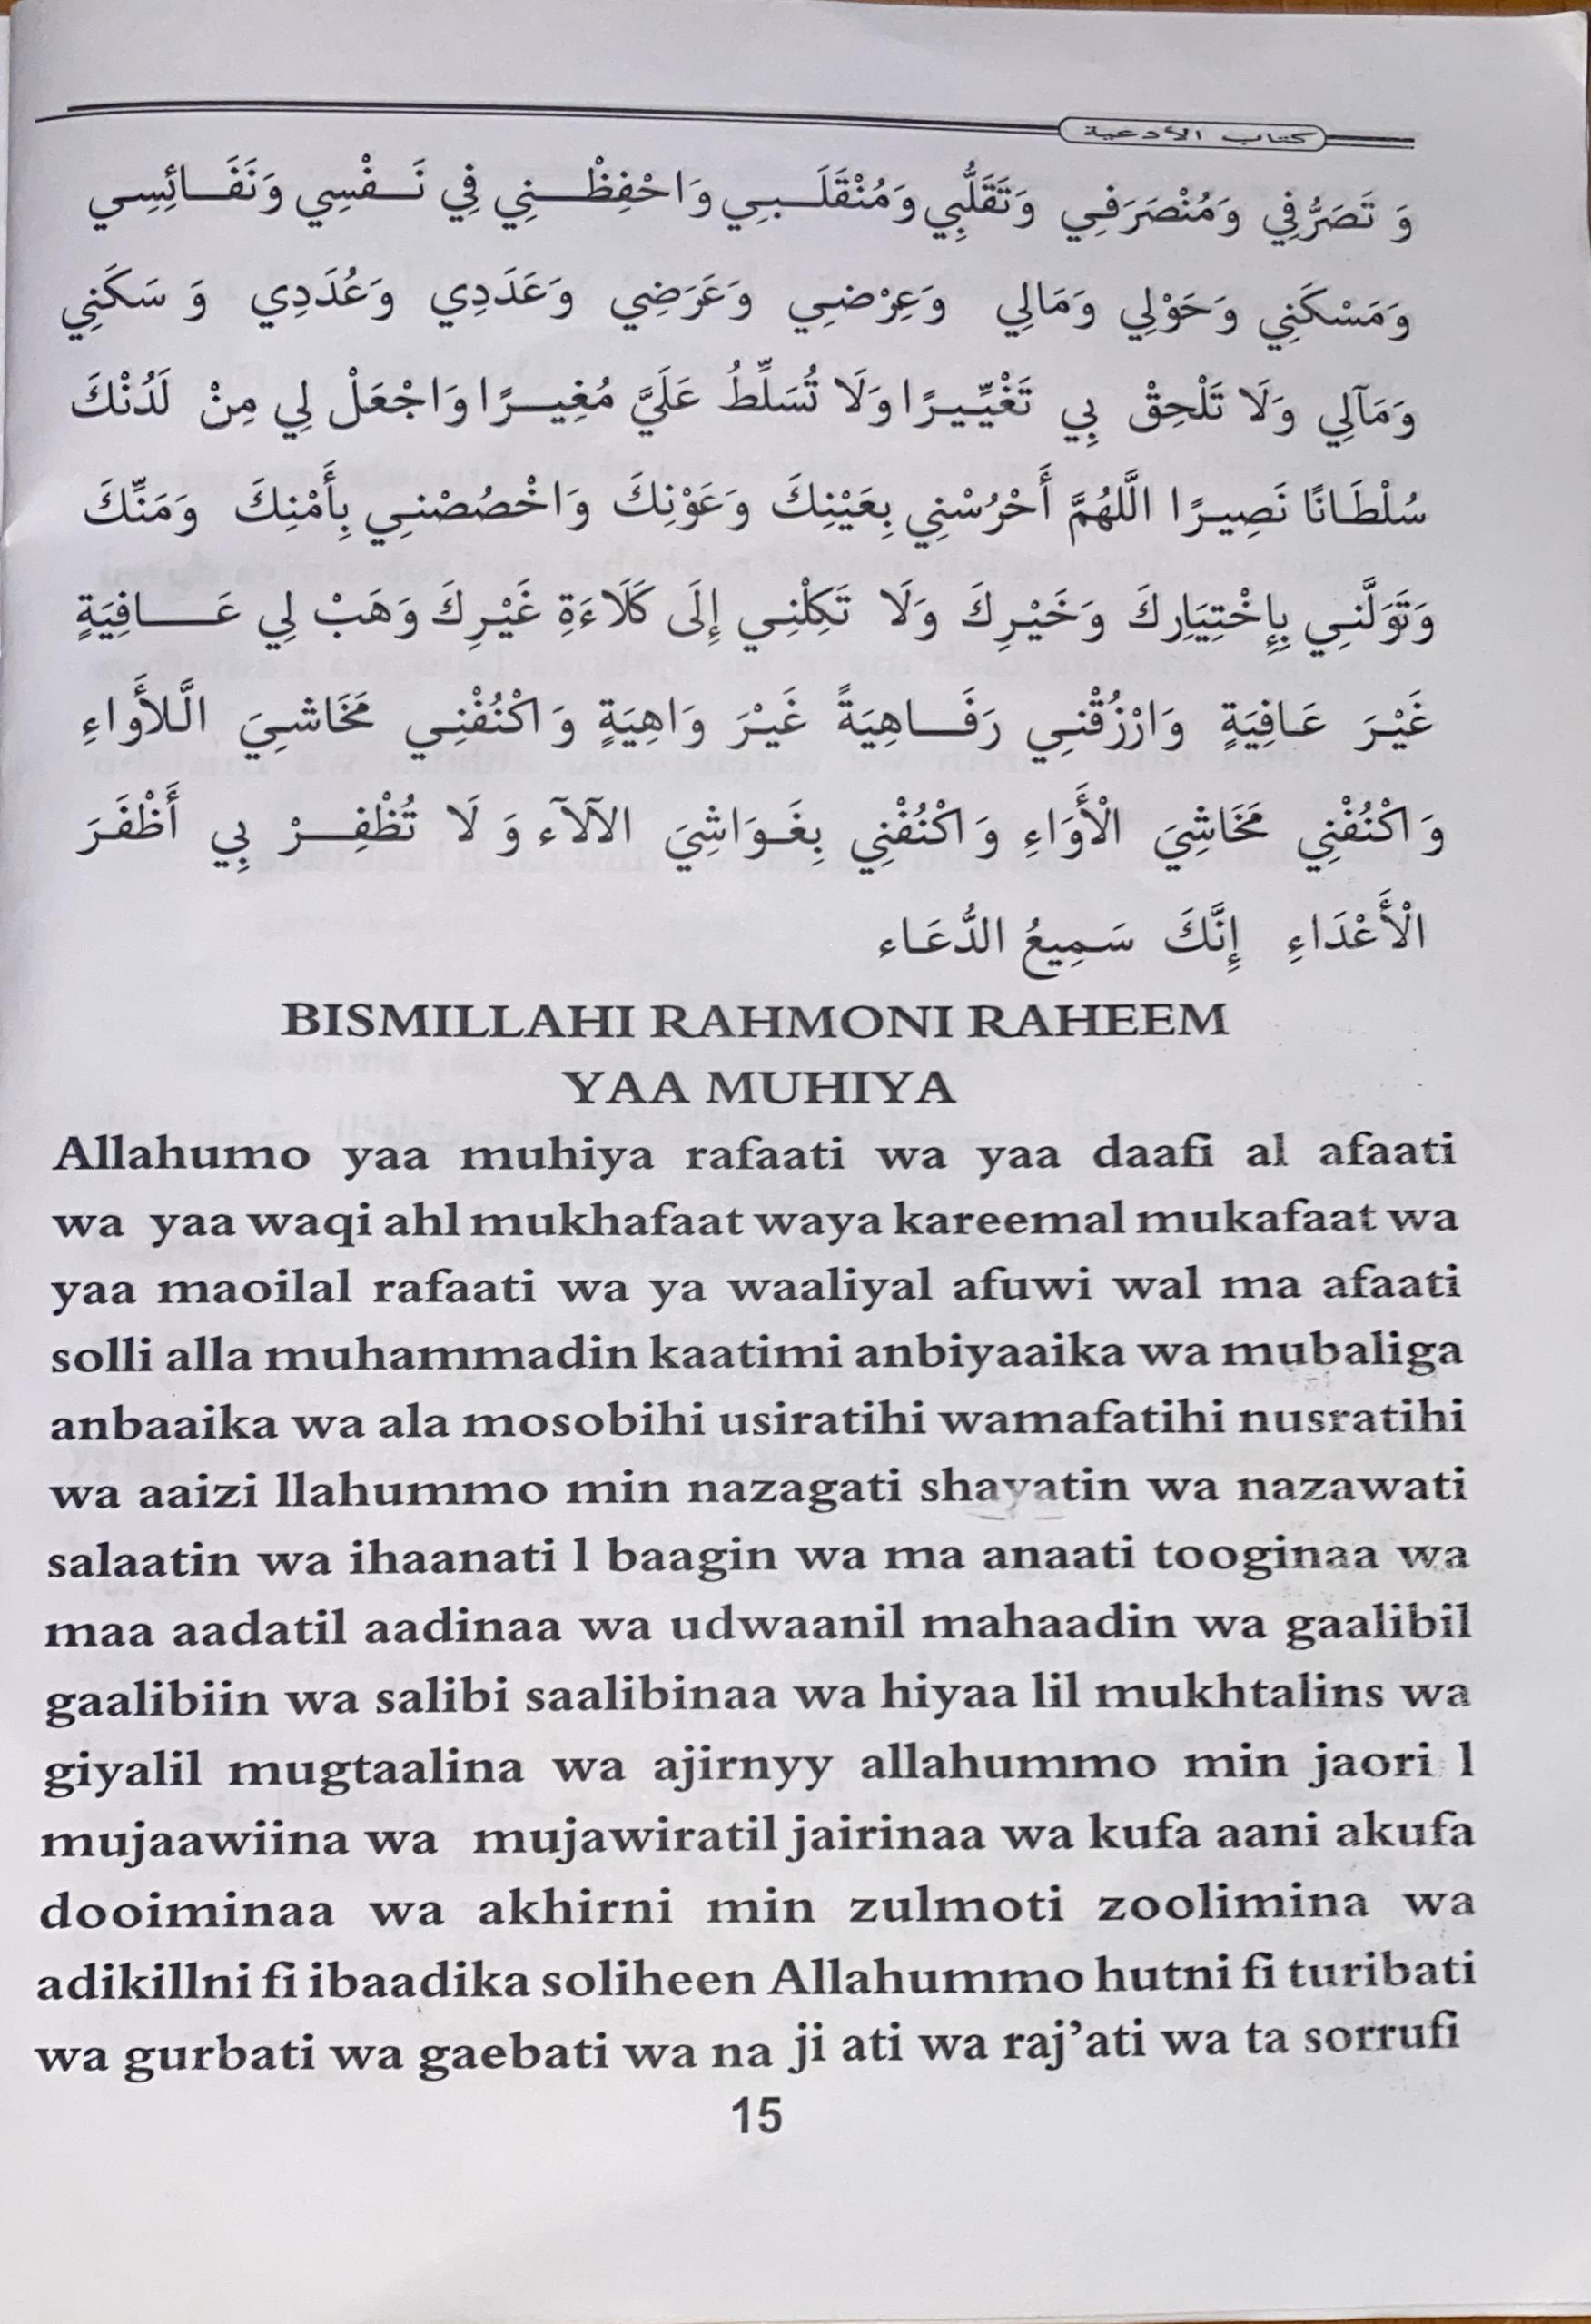 كتاب الأدعية
وَ تَصَرُّفِي وَمُنْصَرَفِي وَتَقَلُّبِي وَمُنْقَلَبِي وَاحْفِظْنِي فِي نَفْسِي وَنَفَائِسِي
وَمَسْكَنِي وَحَوْلِي وَمَالِي وَعِرْضِي وَعَرَضِي وَعَدَدِي وَعُدَدِي وَ سَكَنِي
وَمَآلِي وَلَا تَلْحِقْ بِي تَغْيِّيرًا وَلَا تُسَلِّطُ عَلَيَّ مُغِيرًا وَاجْعَلْ لِي مِنْ لَدُنْكَ
سُلْطَانًا نَصِيرًا الَّلهُمَّ أَحْرُسْنِي بِعَيْنِكَ وَعَوْنِكَ وَاخْصُصْنِي بِأَمْنِكَ وَمَنِّكَ
وَتَوَلَّنِي بِإِخْتِيَارِكَ وَخَيْرِكَ وَلَا تَكِلْنِي إِلَى كَلَاءَةِ غَيْرِكَ وَهَبْ لِي عَافِيَةٍ
غَيْرَ عَافِيَةٍ وَارْزُقْنِي رَفَاهِيَةً غَيْرَ وَاهِيَةٍ وَاكْنُفْنِي مَخَاشِيَ الَّلأَواءِ
وَاكْنُفْنِي مَخَاشِيَ الْأَوَاءِ وَاكْنُفْنِي بِغَوَاشِيَ الآلآء وَ لَا تُظْفِرْ بِي أَظْفَرَ
الْأَعْدَاءِ إِنَّكَ سَمِيعُ الدُّعَاء
BISMILLAHI RAHMONI RAHEEM
YAA MUHIYA
Allahumo yaa muhiya rafaati wa yaa daafi al afaati
wa yaa waqi ahl mukhafaat waya kareemal mukafaat wa
yaa maoilal rafaati wa ya waaliyal afuwi wal ma afaati
solli alla muhammadin kaatimi anbiyaaika wa mubaliga
anbaaika wa ala mosobihi usiratihi wamafatihi nusratihi
wa aaizi llahummo min nazagati shayatin wa nazawati
salaatin wa ihaanati l baagin wa ma anaati tooginaa wa
maa aadatil aadinaa wa udwaanil mahaadin wa gaalibil
gaalibiin wa salibi saalibinaa wa hiyaa lil mukhtalins wa
giyalil mugtaalina wa ajirnyy allahummo min jaori l
mujaawiina wa mujawiratil jairinaa wa kufa aani akufa
dooiminaa wa akhirni min zulmoti zoolimina wa
adikillni fi ibaadika soliheen Allahummo hutni fi turibati
wa gurbati wa gaebati wa na ji ati wa raj’ati wa ta sorrufi
15